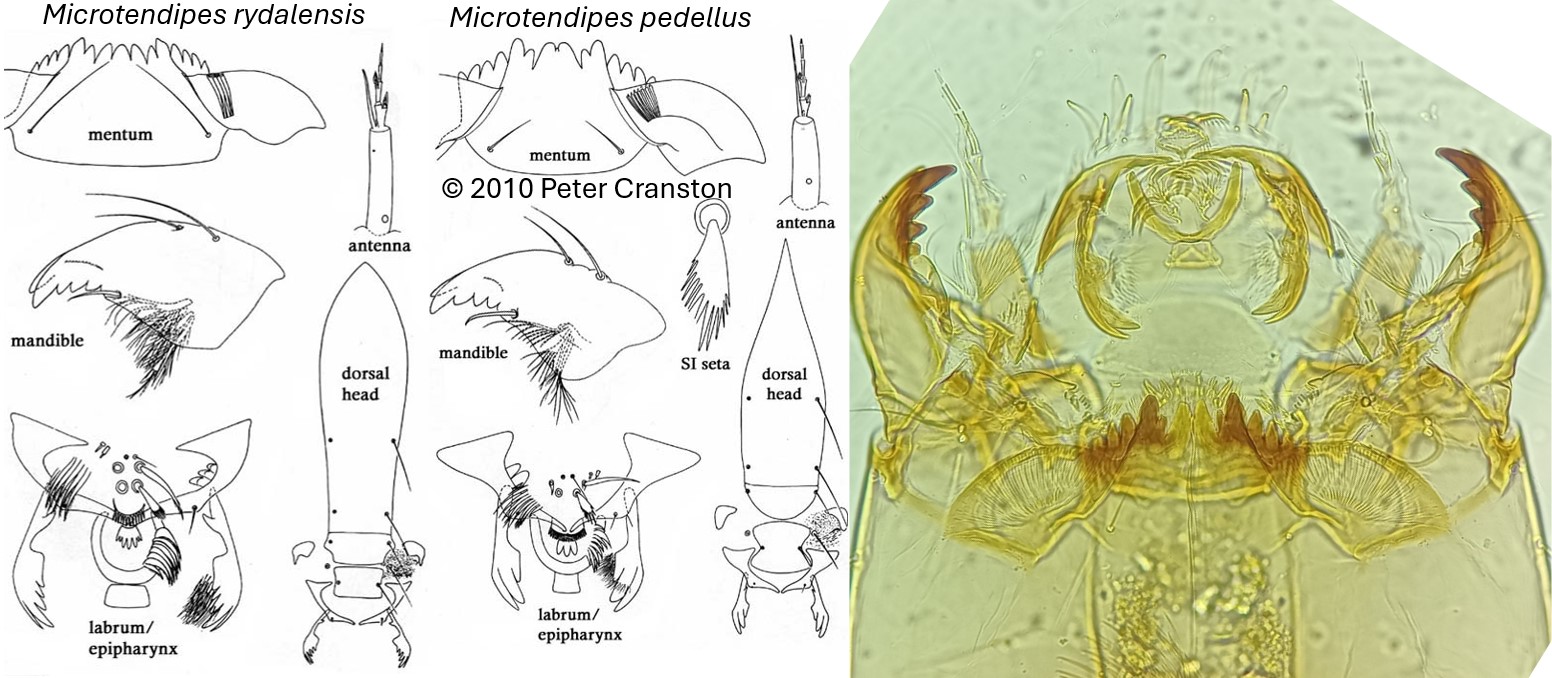 Microtendipes rydalensis
mentum
antenna
mandible
dorsal
head
labrum/
epipharynx
Microtendipes pedellus
mentum
© 2010 Peter Cranston
antenna
mandible
SI seta
dorsal
head
labrum/
epipharynx